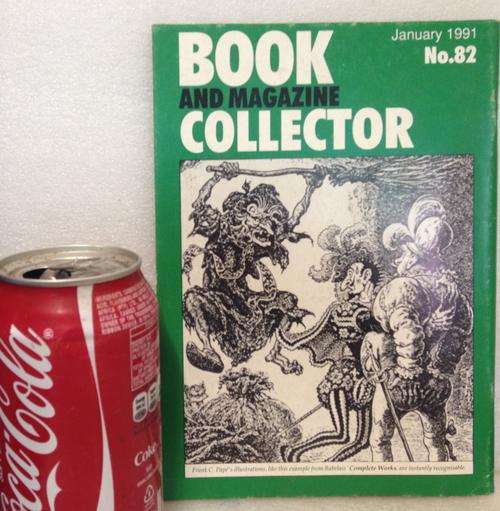 BOOK
AND MAGAZINE
COLLECTOR
January 1991
No.82
Frank C. Papé's illustrations, like this example from Rabelais' Complete Works, are instantly recognisable.
Coca-Cola
Coke